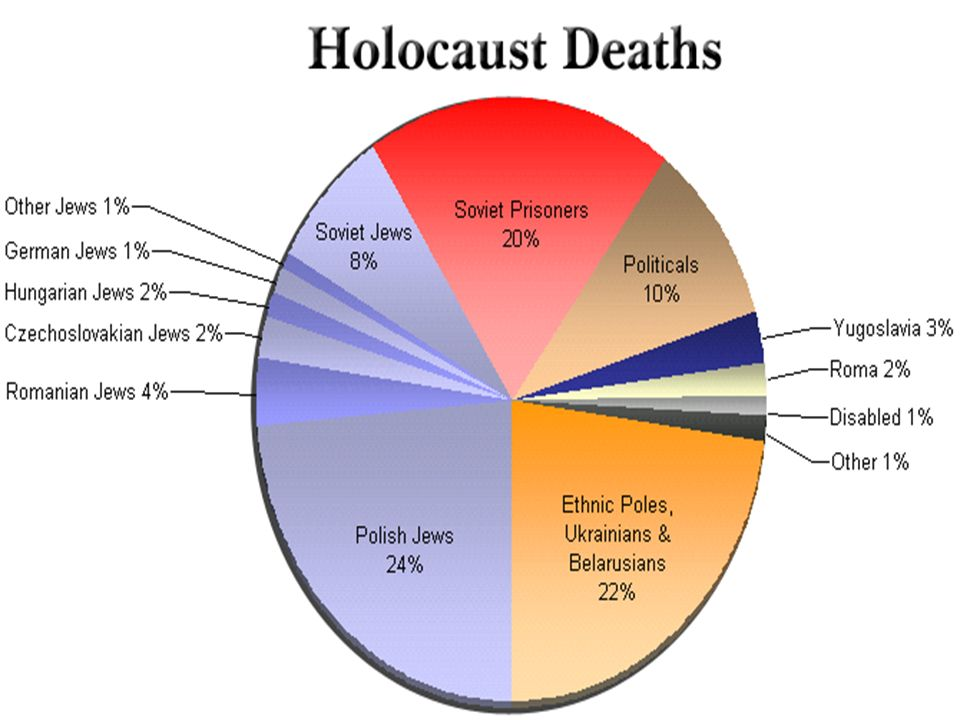 Holocaust Deaths
Soviet Prisoners
20%
Politicals
10%
Yugoslavia 3%
Roma 2%
Disabled 1%
Other 1%
Ethnic Poles,
Ukrainians &
Belarusians
22%
Polish Jews
24%
Romanian Jews 4%
Czechoslovakian Jews 2%
Hungarian Jews 2%
German Jews 1%
Other Jews 1%
Soviet Jews
8%